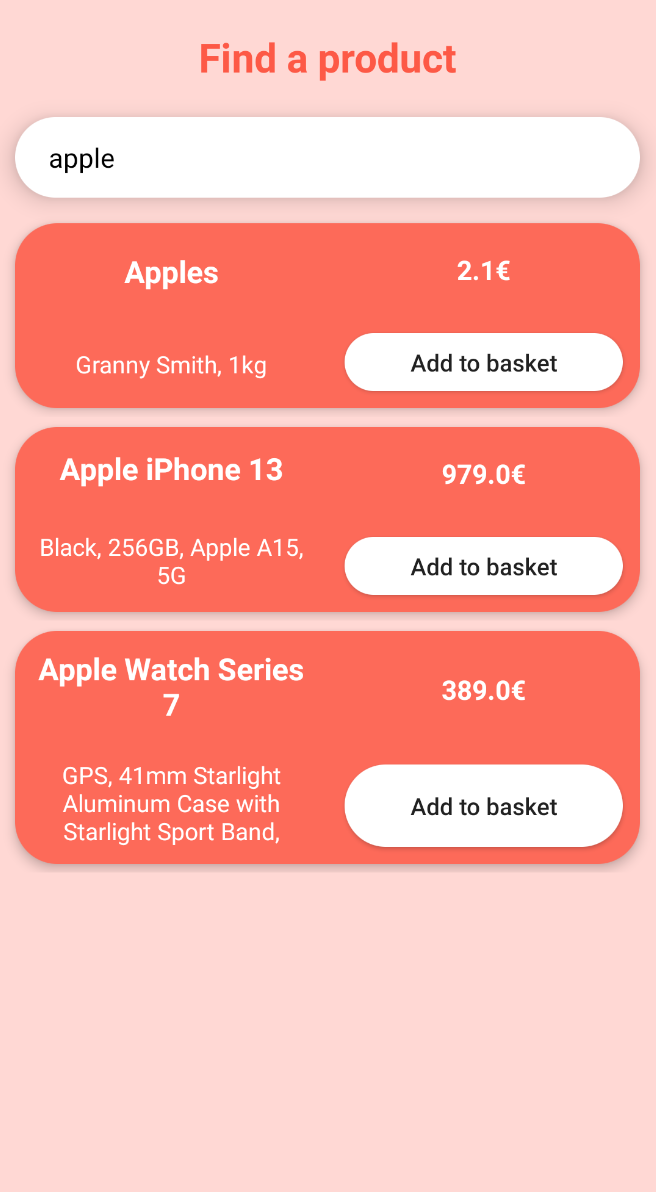 Find a product
apple
Apples
2.1€
Granny Smith, 1kg
Add to basket
Apple iPhone 13
979.0€
Black, 256GB, Apple A15,
5G
Add to basket
Apple Watch Series
7
389.0€
GPS, 41mm Starlight
Aluminum Case with
Starlight Sport Band,
Add to basket